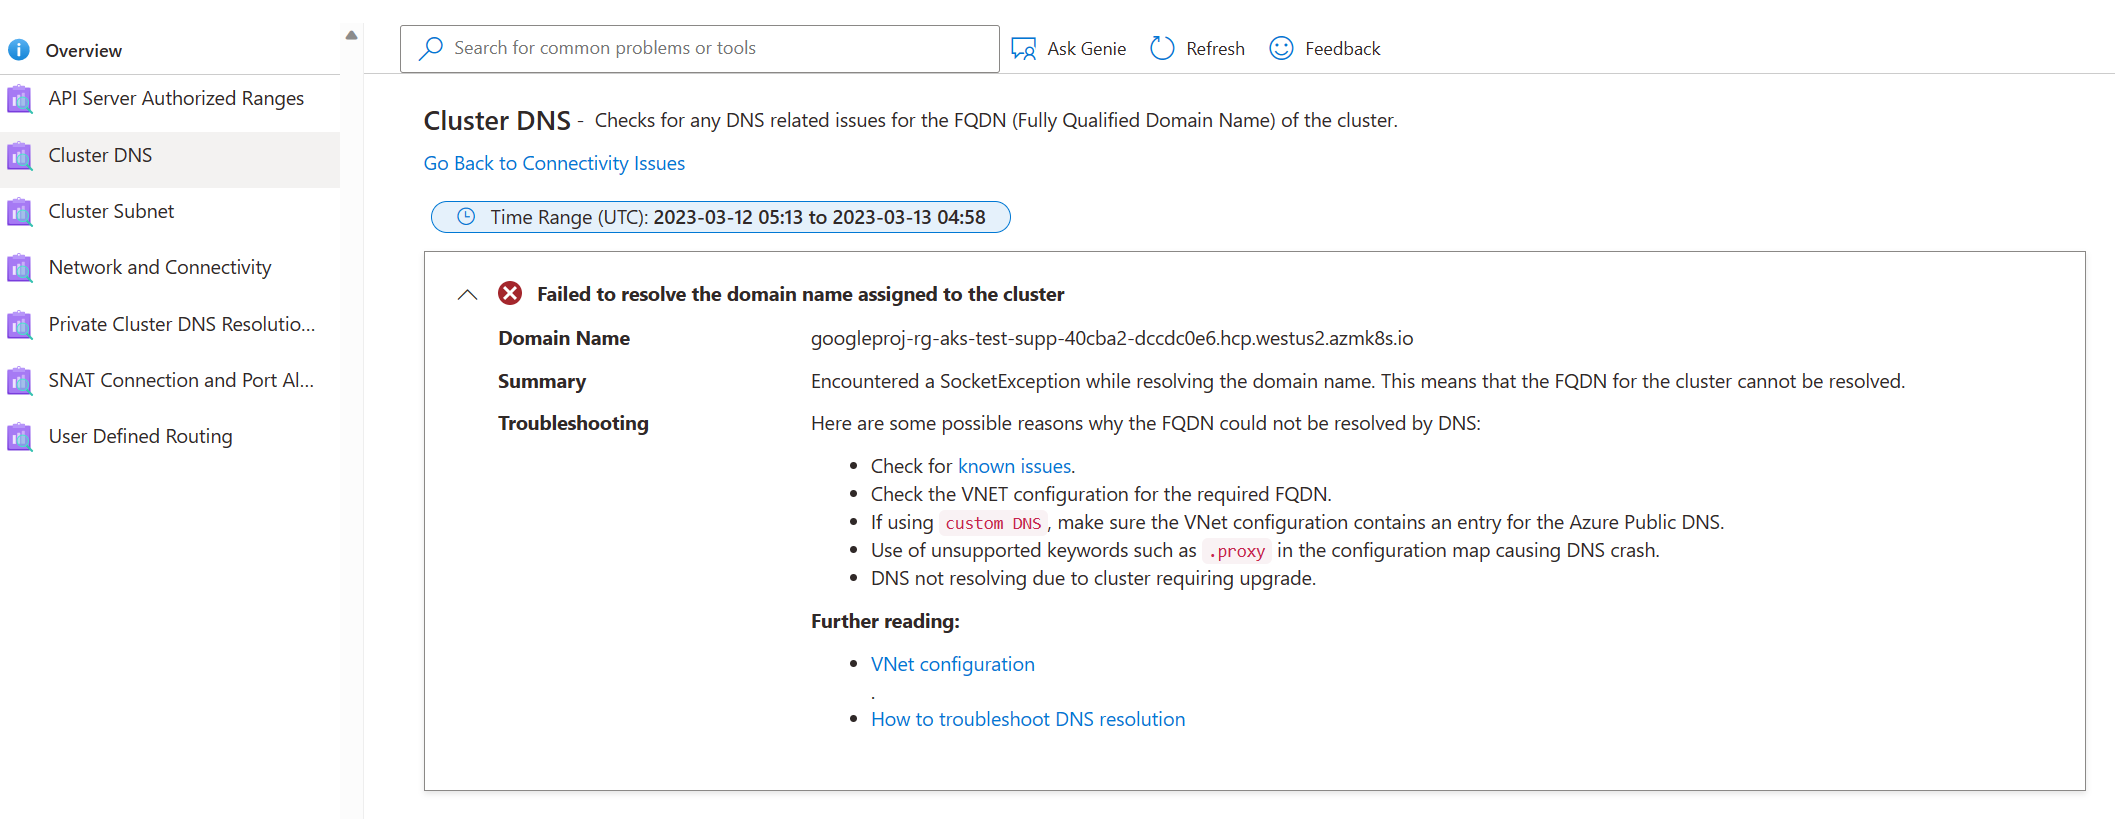 Overview
API Server Authorized Ranges
Cluster DNS
Cluster Subnet
Network and Connectivity
Private Cluster DNS Resolutio...
SNAT Connection and Port Al...
User Defined Routing
Search for common problems or tools
Ask Genie
Refresh
Feedback
Cluster DNS - Checks for any DNS related issues for the FQDN (Fully Qualified Domain Name) of the cluster.
Go Back to Connectivity Issues
Time Range (UTC): 2023-03-12 05:13 to 2023-03-13 04:58
Failed to resolve the domain name assigned to the cluster
Domain Name googleproj-rg-aks-test-supp-40cba2-dccdc0e6.hcp.westus2.azmk8s.io
Summary Encountered a SocketException while resolving the domain name. This means that the FQDN for the cluster cannot be resolved.
Troubleshooting Here are some possible reasons why the FQDN could not be resolved by DNS:
• Check for known issues.
• Check the VNET configuration for the required FQDN.
• If using custom DNS, make sure the VNet configuration contains an entry for the Azure Public DNS.
• Use of unsupported keywords such as .proxy in the configuration map causing DNS crash.
• DNS not resolving due to cluster requiring upgrade.
Further reading:
• VNet configuration
.
• How to troubleshoot DNS resolution